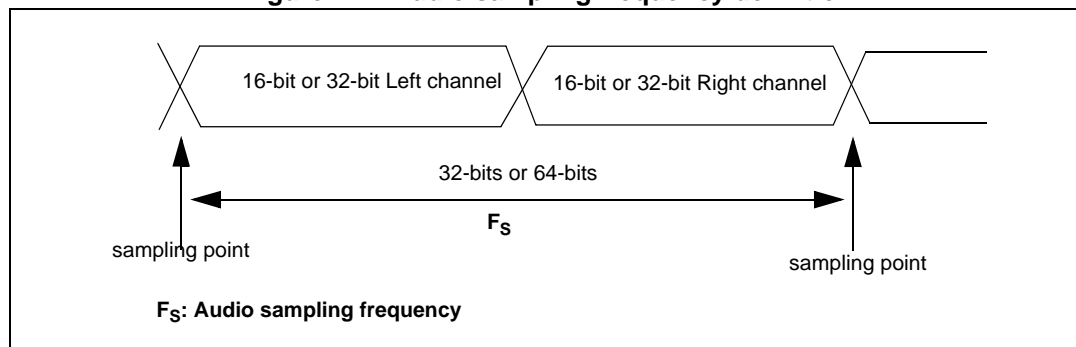 16-bit or 32-bit Left channel
16-bit or 32-bit Right channel
32-bits or 64-bits
FS
sampling point
sampling point
FS: Audio sampling frequency